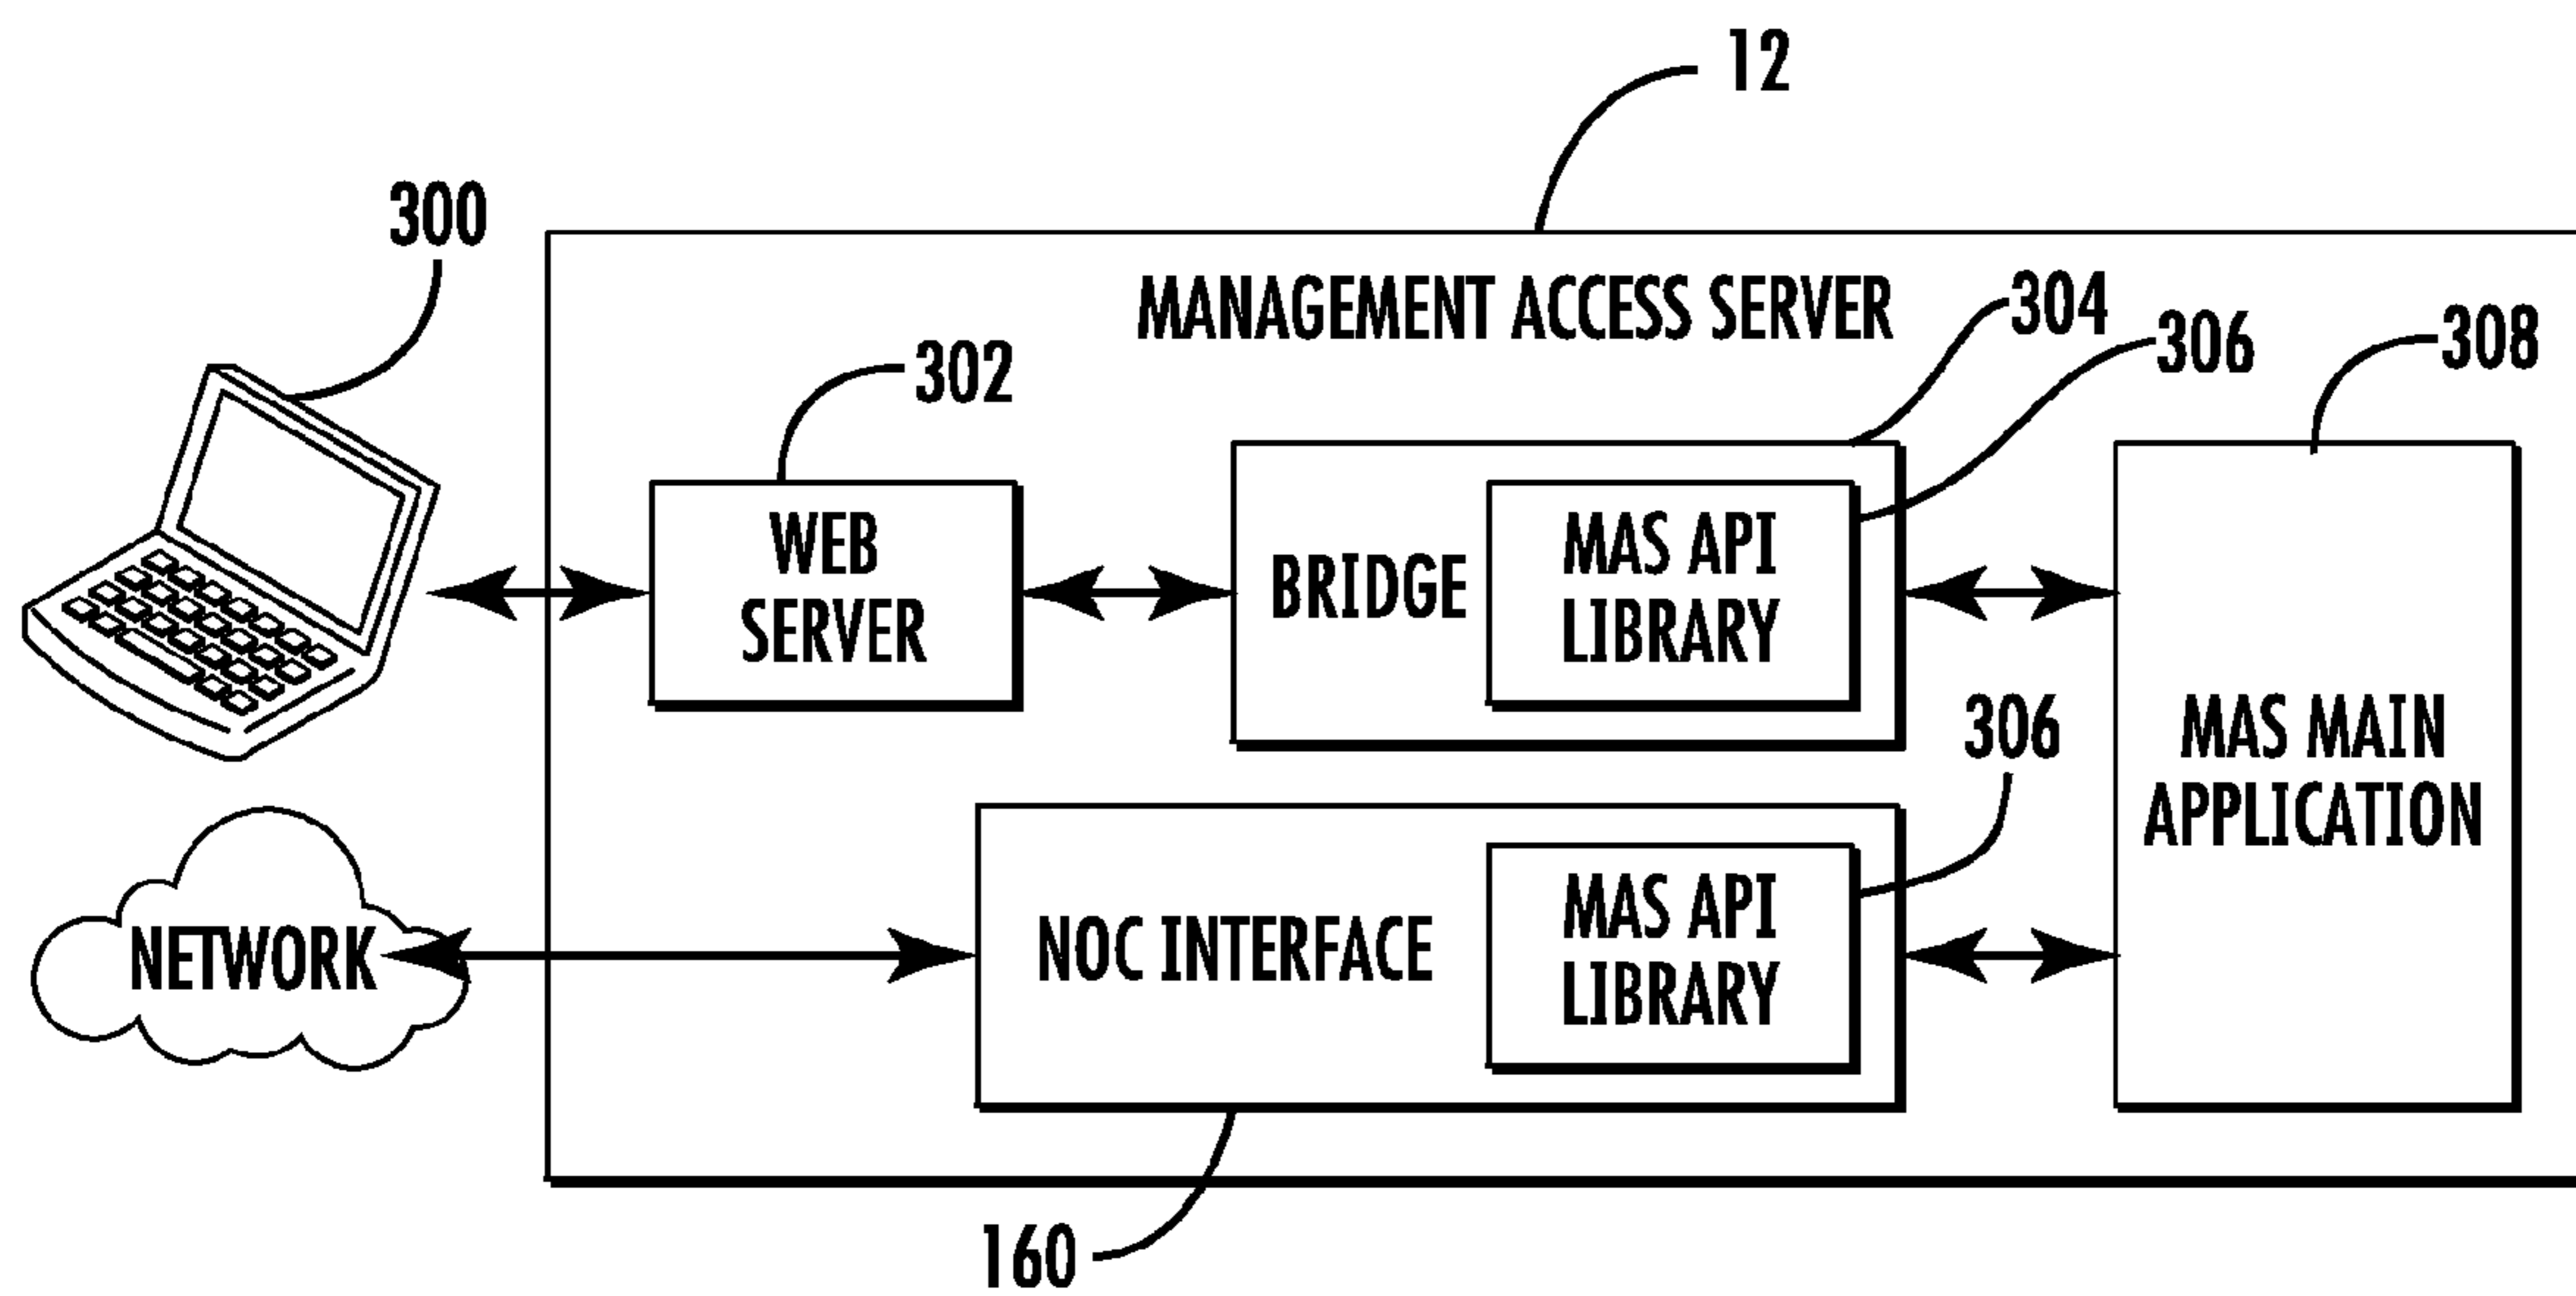 12
300
MANAGEMENT ACCESS SERVER
304
306
308
302
WEB
SERVER
BRIDGE
MAS API
LIBRARY
306
MAS MAIN
APPLICATION
NETWORK
NOC INTERFACE
MAS API
LIBRARY
160